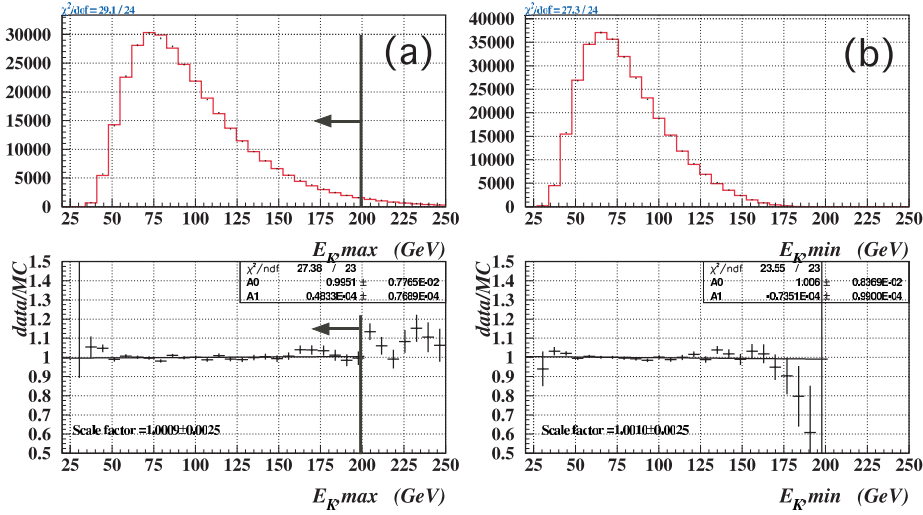 χ²/dof = 29.1 / 24
30000
25000
20000
15000
10000
5000
0
(a)
25 50 75 100 125 150 175 200 225 250
E_K,max (GeV)
χ²/dof = 27.3 / 24
40000
35000
30000
25000
20000
15000
10000
5000
0
(b)
25 50 75 100 125 150 175 200 225 250
E_K,min (GeV)
data/MC
1.5
1.4
1.3
1.2
1.1
1
0.9
0.8
0.7
0.6
0.5
χ²/ndf 27.38 / 23
A0 0.9951 ± 0.7765E-02
A1 0.4833E-04 ± 0.7689E-04
Scale factor =1.0009±0.0025
25 50 75 100 125 150 175 200 225 250
E_K,max (GeV)
data/MC
1.5
1.4
1.3
1.2
1.1
1
0.9
0.8
0.7
0.6
0.5
χ²/ndf 23.55 / 23
A0 1.006 ± 0.8369E-02
A1 -0.7351E-04 ± 0.9900E-04
Scale factor =1.0010±0.0025
25 50 75 100 125 150 175 200 225 250
E_K,min (GeV)